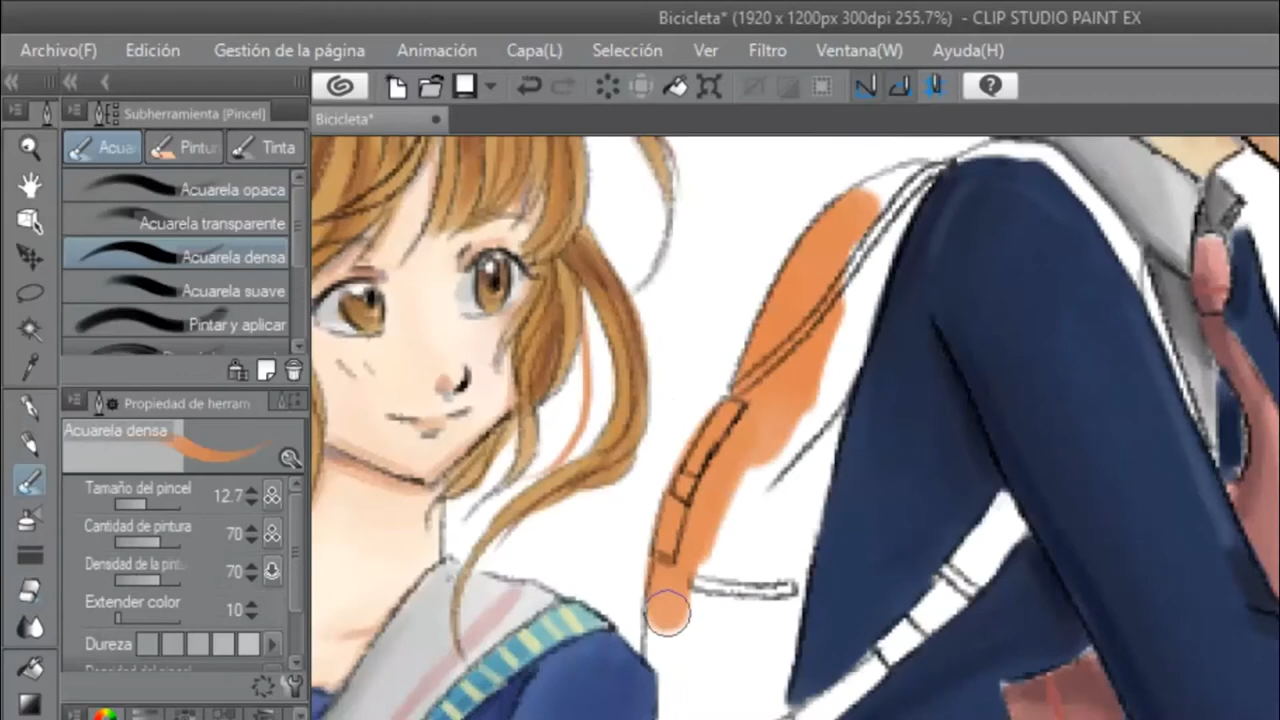 Bicicleta* (1920 x 1200px 300dpi 255.7%) - CLIP STUDIO PAINT EX
Archivo(F) Edición Gestión de la página Animación Capa(L) Selección Ver Filtro Ventana(W) Ayuda(H)
Subherramienta [Pincel]
Bicicleta*
Acua Pintur Tinta
Acuarela opaca
Acuarela transparente
Acuarela densa
Acuarela suave
Pintar y aplicar
Propiedad de herram
Acuarela densa
Tamaño del pincel 12.7
Cantidad de pintura 70
Densidad de la pint 70
Extender color 10
Dureza